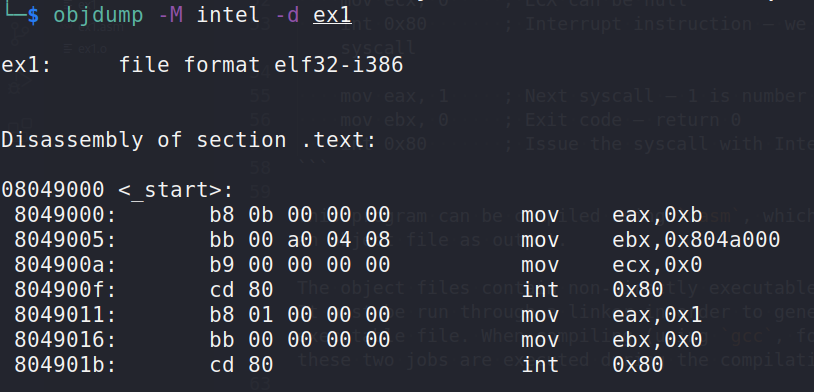 └─$ objdump -M intel -d ex1
ex1:     file format elf32-i386
Disassembly of section .text:
08049000 <_start>:
 8049000:       b8 0b 00 00 00          mov    eax,0xb
 8049005:       bb 00 a0 04 08          mov    ebx,0x804a000
 804900a:       b9 00 00 00 00          mov    ecx,0x0
 804900f:       cd 80                   int    0x80
 8049011:       b8 01 00 00 00          mov    eax,0x1
 8049016:       bb 00 00 00 00          mov    ebx,0x0
 804901b:       cd 80                   int    0x80